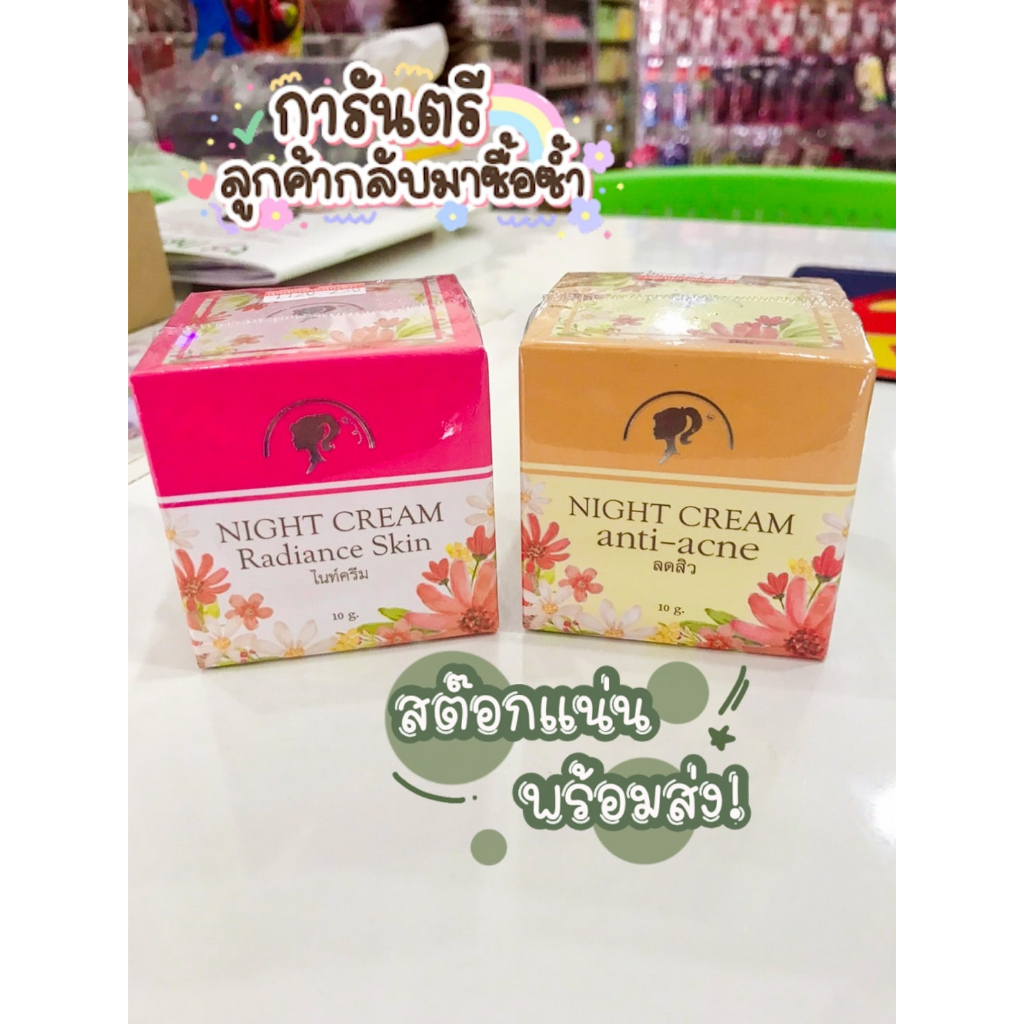 การันตี
ลูกค้ากลับมาซื้อซ้ำ
NIGHT CREAM
Radiance Skin
ไนท์ครีม
10 g.
NIGHT CREAM
anti-acne
ลดสิว
10 g.
สต๊อกแน่น
พร้อมส่ง!